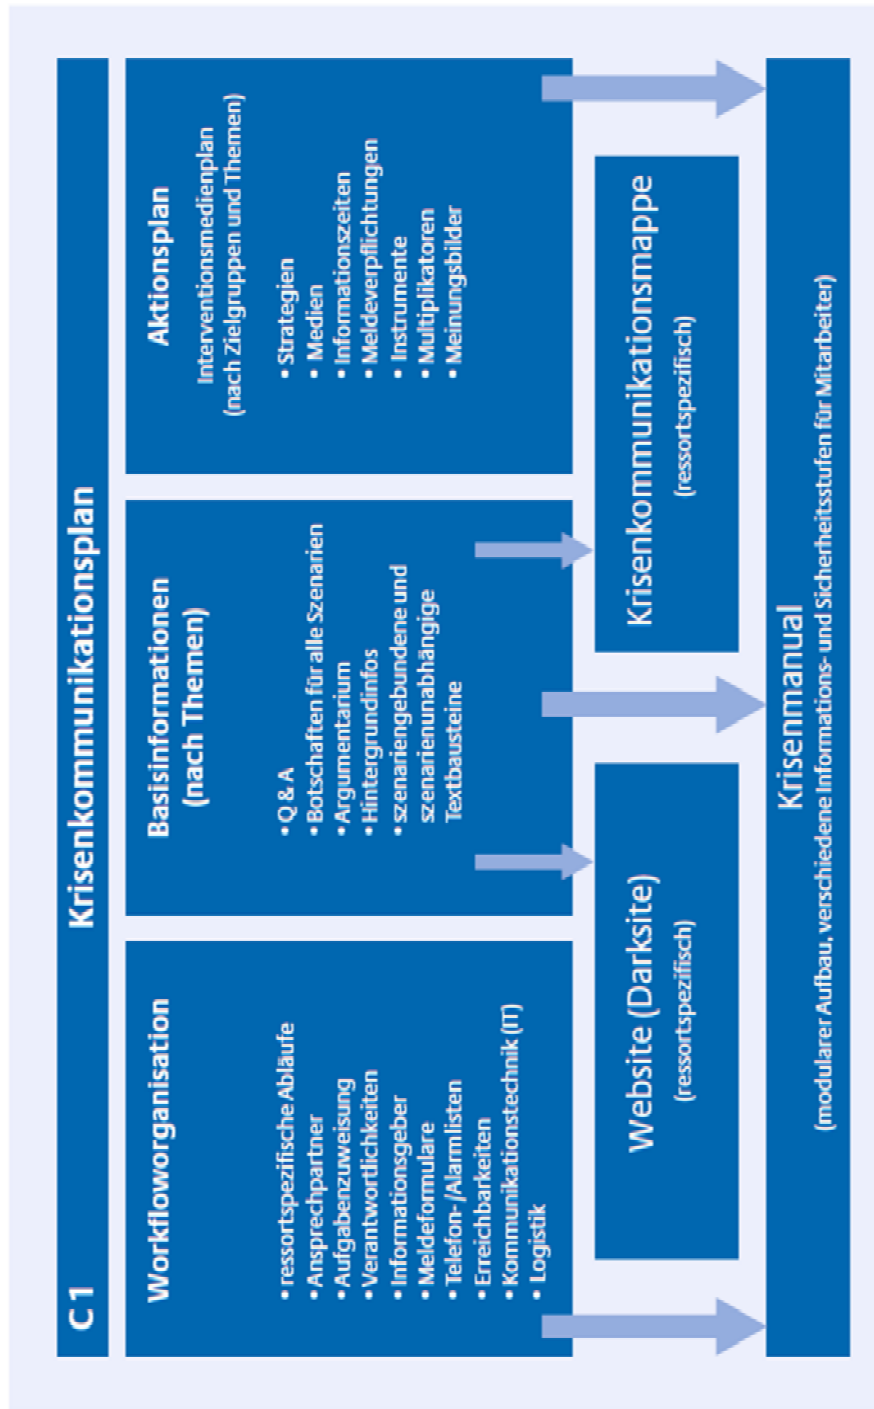 C 1
Krisenkommunikationsplan
Workfloworganisation
• ressortspezifische Abläufe
• Ansprechpartner
• Aufgabenzuweisung
• Verantwortlichkeiten
• Informationsgeber
• Meldeformulare
• Telefon-/Alarmlisten
• Erreichbarkeiten
• Kommunikationstechnik (IT)
• Logistik
Basisinformationen
(nach Themen)
• Q & A
• Botschaften für alle Szenarien
• Argumentarium
• Hintergrundinfos
• szenariengebundene und
szenarienunabhängige
Textbausteine
Aktionsplan
Interventionsmedienplan
(nach Zielgruppen und Themen)
• Strategien
• Medien
• Informationszeiten
• Meldeverpflichtungen
• Instrumente
• Multiplikatoren
• Meinungsbilder
Website (Darksite)
(ressortspezifisch)
Krisenkommunikationsmappe
(ressortspezifisch)
Krisenmanual
(modularer Aufbau, verschiedene Informations- und Sicherheitsstufen für Mitarbeiter)